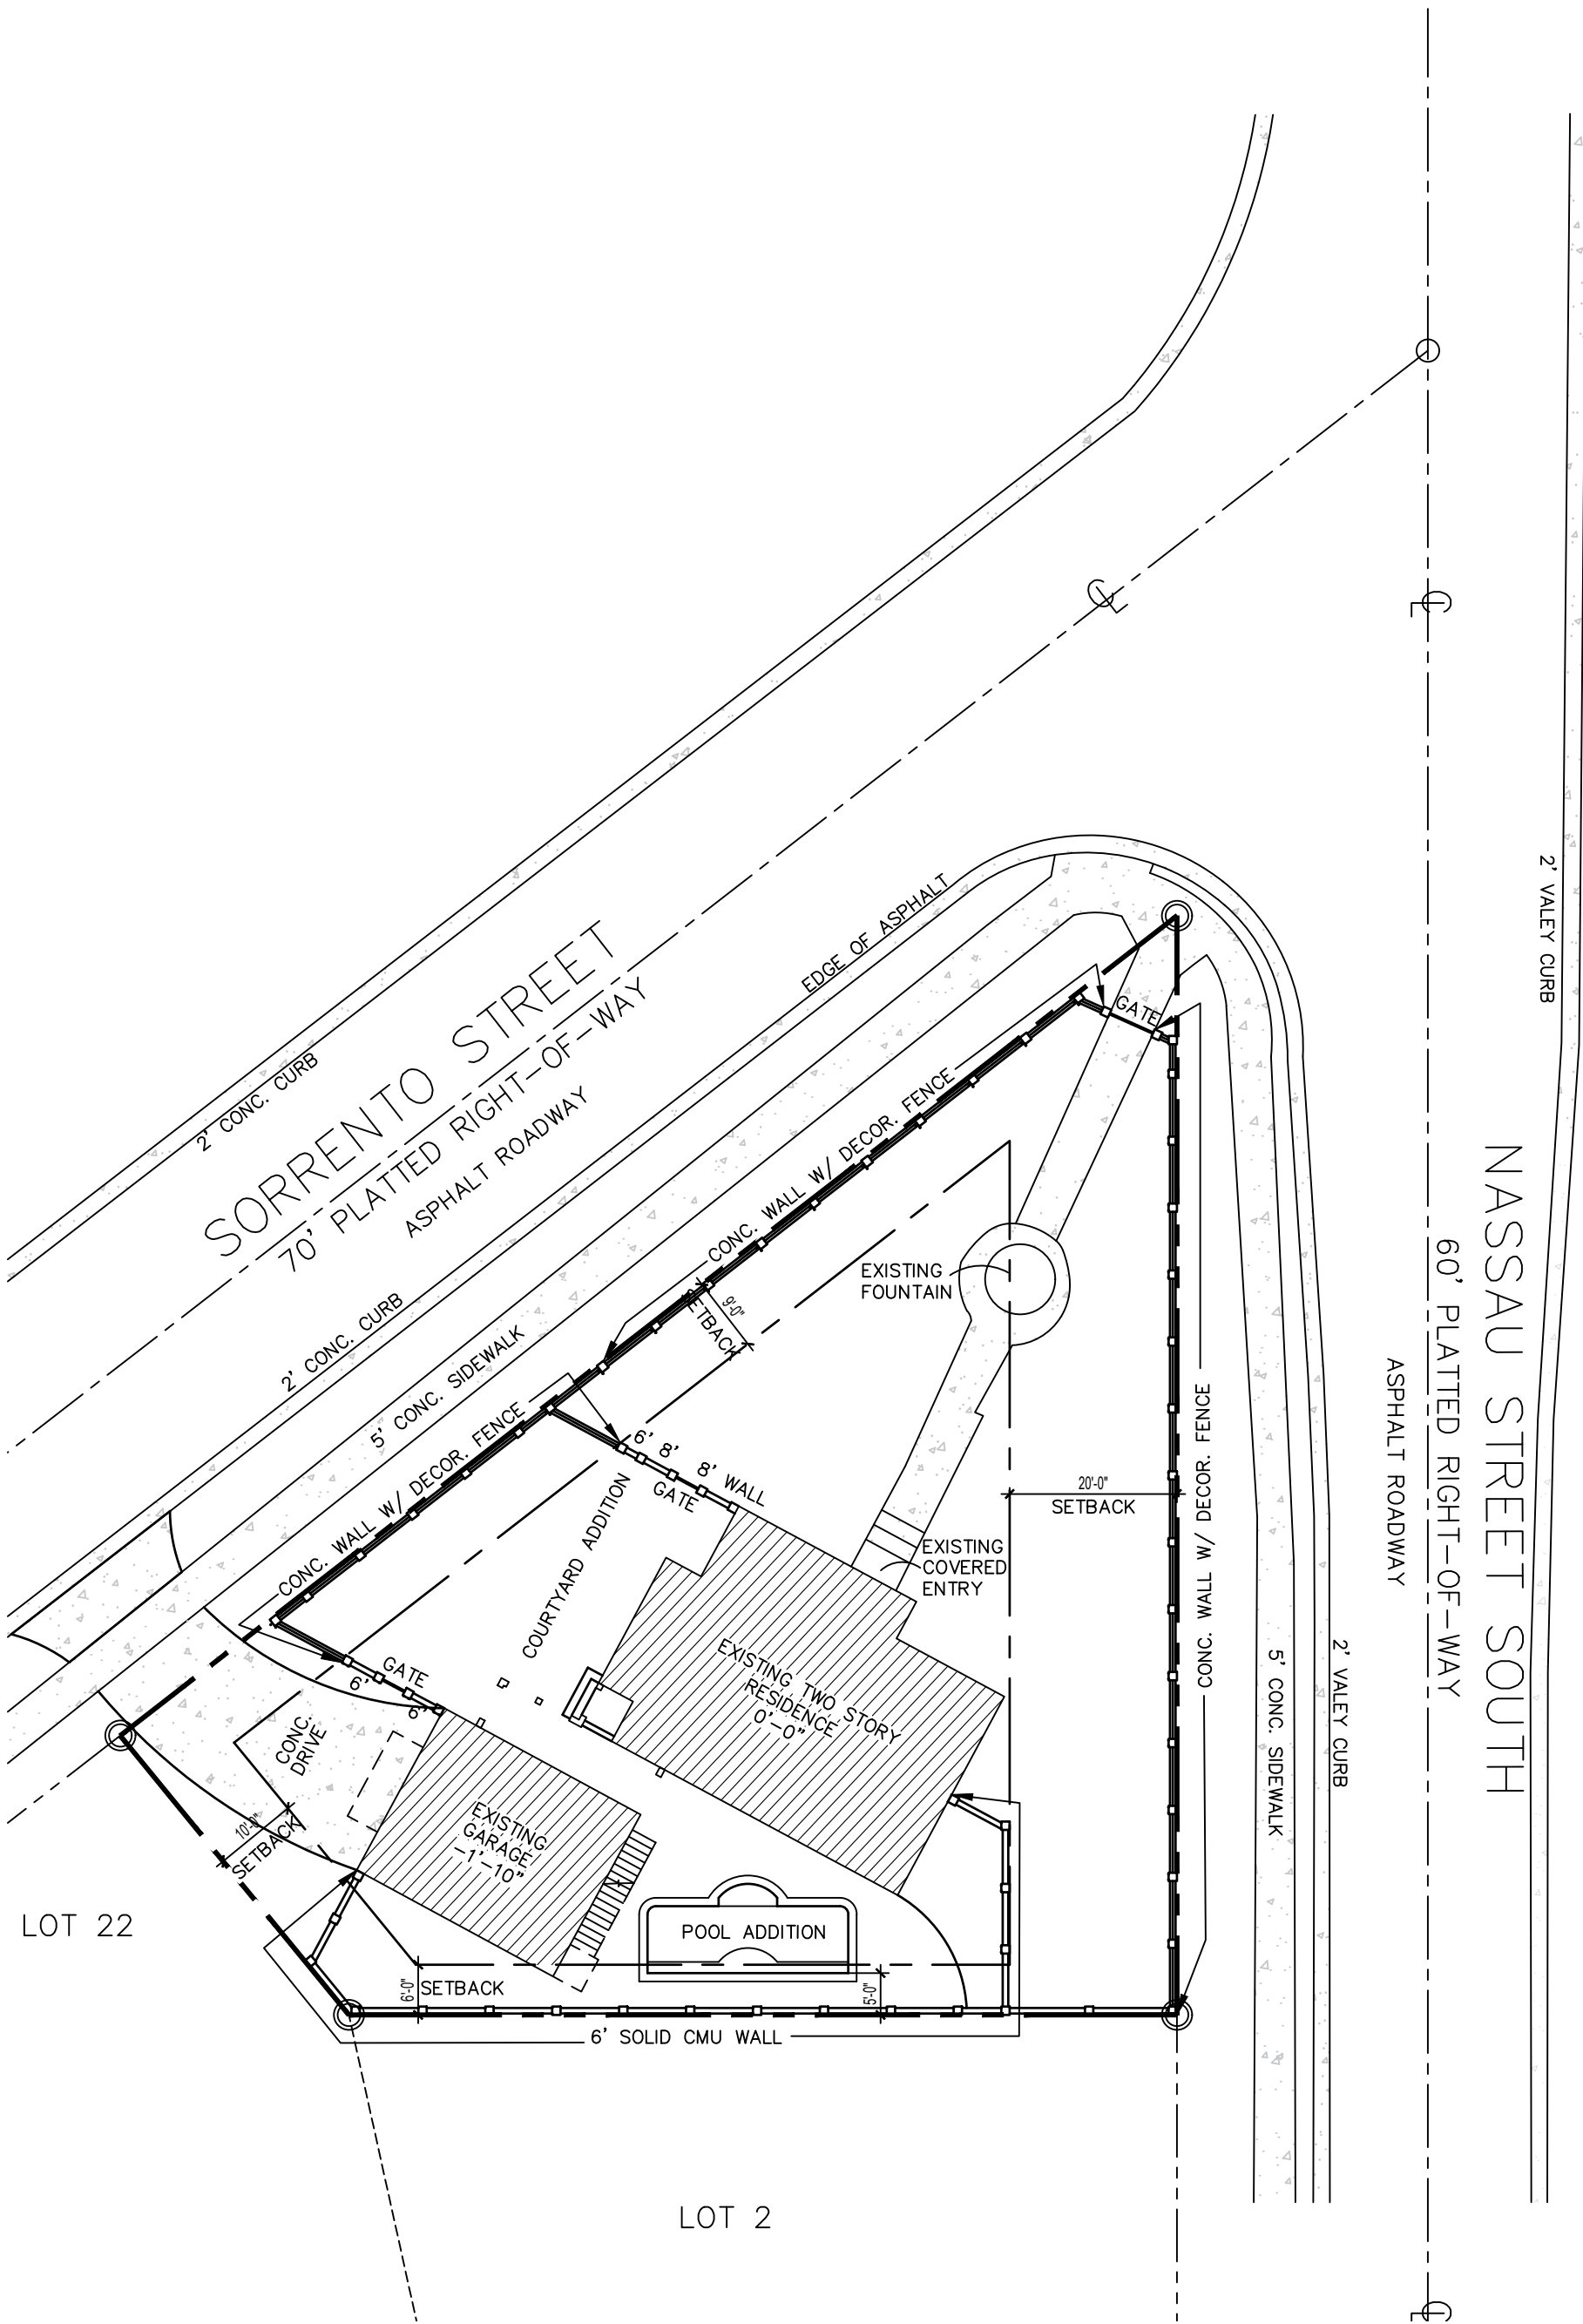 2' VALEY CURB
NASSAU STREET SOUTH
60' PLATTED RIGHT-OF-WAY
ASPHALT ROADWAY
EDGE OF ASPHALT
SORRENTO STREET
70' PLATTED RIGHT-OF-WAY
ASPHALT ROADWAY
2' CONC. CURB
2' CONC. CURB
5' CONC. SIDEWALK
GATE
CONC. WALL W/ DECOR. FENCE
EXISTING
FOUNTAIN
9'-0"
SETBACK
CONC. WALL W/ DECOR. FENCE
6' 8'
8' WALL
GATE
20'-0"
SETBACK
CONC. WALL W/ DECOR. FENCE
COURTYARD ADDITION
EXISTING
COVERED
ENTRY
EXISTING TWO STORY
RESIDENCE
0'-0"
5' CONC. SIDEWALK
2' VALEY CURB
GATE
6'
6'
CONC.
DRIVE
10'-0"
SETBACK
EXISTING
GARAGE
-1'-10"
POOL ADDITION
6'-0"
SETBACK
5'-0"
6' SOLID CMU WALL
LOT 22
LOT 2